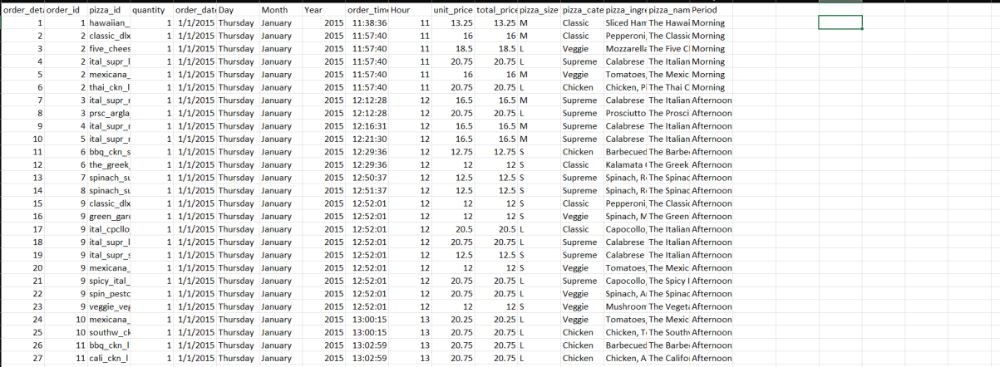 order_deta order_id pizza_id quantity order_date Day Month Year order_time Hour unit_price total_price pizza_size pizza_cate pizza_ingre pizza_nam Period
1 1 hawaiian_ 1 1/1/2015 Thursday January 2015 11:38:36 11 13.25 13.25 M Classic Sliced Ham The Hawai Morning
2 2 classic_dlx 1 1/1/2015 Thursday January 2015 11:57:40 11 16 16 M Classic Pepperoni, The Classic Morning
3 2 five_chees 1 1/1/2015 Thursday January 2015 11:57:40 11 18.5 18.5 L Veggie Mozzarella The Five C Morning
4 2 ital_supr_l 1 1/1/2015 Thursday January 2015 11:57:40 11 20.75 20.75 L Supreme Calabrese The Italian Morning
5 2 mexicana_ 1 1/1/2015 Thursday January 2015 11:57:40 11 16 16 M Veggie Tomatoes, The Mexic Morning
6 2 thai_ckn_l 1 1/1/2015 Thursday January 2015 11:57:40 11 20.75 20.75 L Chicken Chicken, Pi The Thai C Morning
7 3 ital_supr_r 1 1/1/2015 Thursday January 2015 12:12:28 12 16.5 16.5 M Supreme Calabrese The Italian Afternoon
8 3 prsc_argla_ 1 1/1/2015 Thursday January 2015 12:12:28 12 20.75 20.75 L Supreme Prosciutto The Prosci Afternoon
9 4 ital_supr_r 1 1/1/2015 Thursday January 2015 12:16:31 12 16.5 16.5 M Supreme Calabrese The Italian Afternoon
10 5 ital_supr_r 1 1/1/2015 Thursday January 2015 12:21:30 12 16.5 16.5 M Supreme Calabrese The Italian Afternoon
11 6 bbq_ckn_s 1 1/1/2015 Thursday January 2015 12:29:36 12 12.75 12.75 S Chicken Barbecued The Barbe Afternoon
12 6 the_greek_ 1 1/1/2015 Thursday January 2015 12:29:36 12 12 12 S Classic Kalamata The Greek Afternoon
13 7 spinach_su 1 1/1/2015 Thursday January 2015 12:50:37 12 12.5 12.5 S Supreme Spinach, R The Spinac Afternoon
14 8 spinach_su 1 1/1/2015 Thursday January 2015 12:51:37 12 12.5 12.5 S Supreme Spinach, R The Spinac Afternoon
15 9 classic_dlx 1 1/1/2015 Thursday January 2015 12:52:01 12 12 12 S Classic Pepperoni, The Classic Afternoon
16 9 green_gard 1 1/1/2015 Thursday January 2015 12:52:01 12 12 12 S Veggie Spinach, M The Green Afternoon
17 9 ital_cpcllo_ 1 1/1/2015 Thursday January 2015 12:52:01 12 20.5 20.5 L Classic Capocollo, The Italian Afternoon
18 9 ital_supr_l 1 1/1/2015 Thursday January 2015 12:52:01 12 20.75 20.75 L Supreme Calabrese The Italian Afternoon
19 9 ital_supr_s 1 1/1/2015 Thursday January 2015 12:52:01 12 12.5 12.5 S Supreme Calabrese The Italian Afternoon
20 9 mexicana_ 1 1/1/2015 Thursday January 2015 12:52:01 12 12 12 S Veggie Tomatoes, The Mexic Afternoon
21 9 spicy_ital_ 1 1/1/2015 Thursday January 2015 12:52:01 12 20.75 20.75 L Supreme Capocollo, The Spicy I Afternoon
22 9 spin_pesto 1 1/1/2015 Thursday January 2015 12:52:01 12 20.75 20.75 L Veggie Spinach, A The Spinac Afternoon
23 9 veggie_veg 1 1/1/2015 Thursday January 2015 12:52:01 12 12 12 S Veggie Mushroom The Vegeta Afternoon
24 10 mexicana_ 1 1/1/2015 Thursday January 2015 13:00:15 13 20.25 20.25 L Veggie Tomatoes, The Mexic Afternoon
25 10 southw_ck 1 1/1/2015 Thursday January 2015 13:00:15 13 20.75 20.75 L Chicken Chicken, T The South Afternoon
26 11 bbq_ckn_l 1 1/1/2015 Thursday January 2015 13:02:59 13 20.75 20.75 L Chicken Barbecued The Barbe Afternoon
27 11 cali_ckn_l 1 1/1/2015 Thursday January 2015 13:02:59 13 20.75 20.75 L Chicken Chicken, A The Califo Afternoon